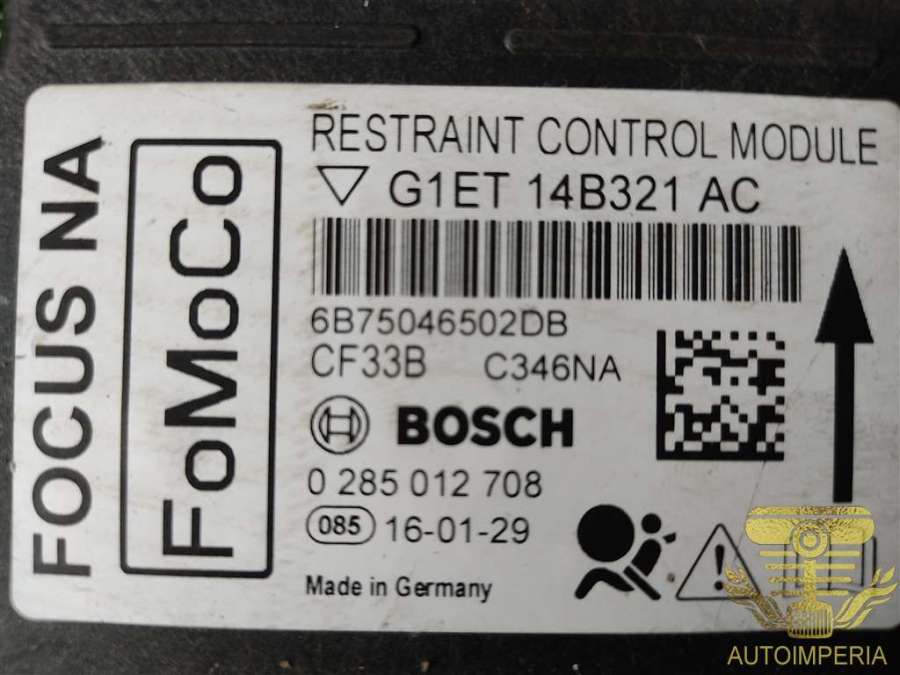 FOCUS NA
FoMoCo
RESTRAINT CONTROL MODULE
G1ET 14B321 AC
6B75046502DB
CF33B C346NA
BOSCH
0 285 012 708
085 16-01-29
Made in Germany
AUTOIMPERIA